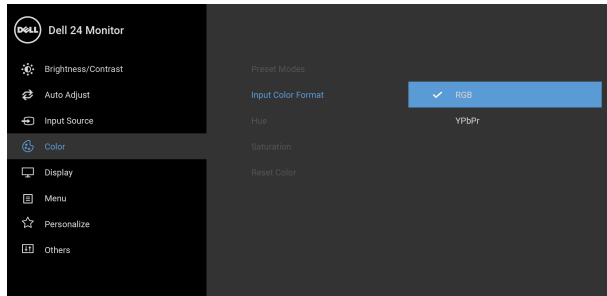 DELL Dell 24 Monitor
Brightness/Contrast
Auto Adjust
Input Source
Color
Display
Menu
Personalize
Others
Preset Modes
Input Color Format
Hue
Saturation
Reset Color
RGB
YPbPr